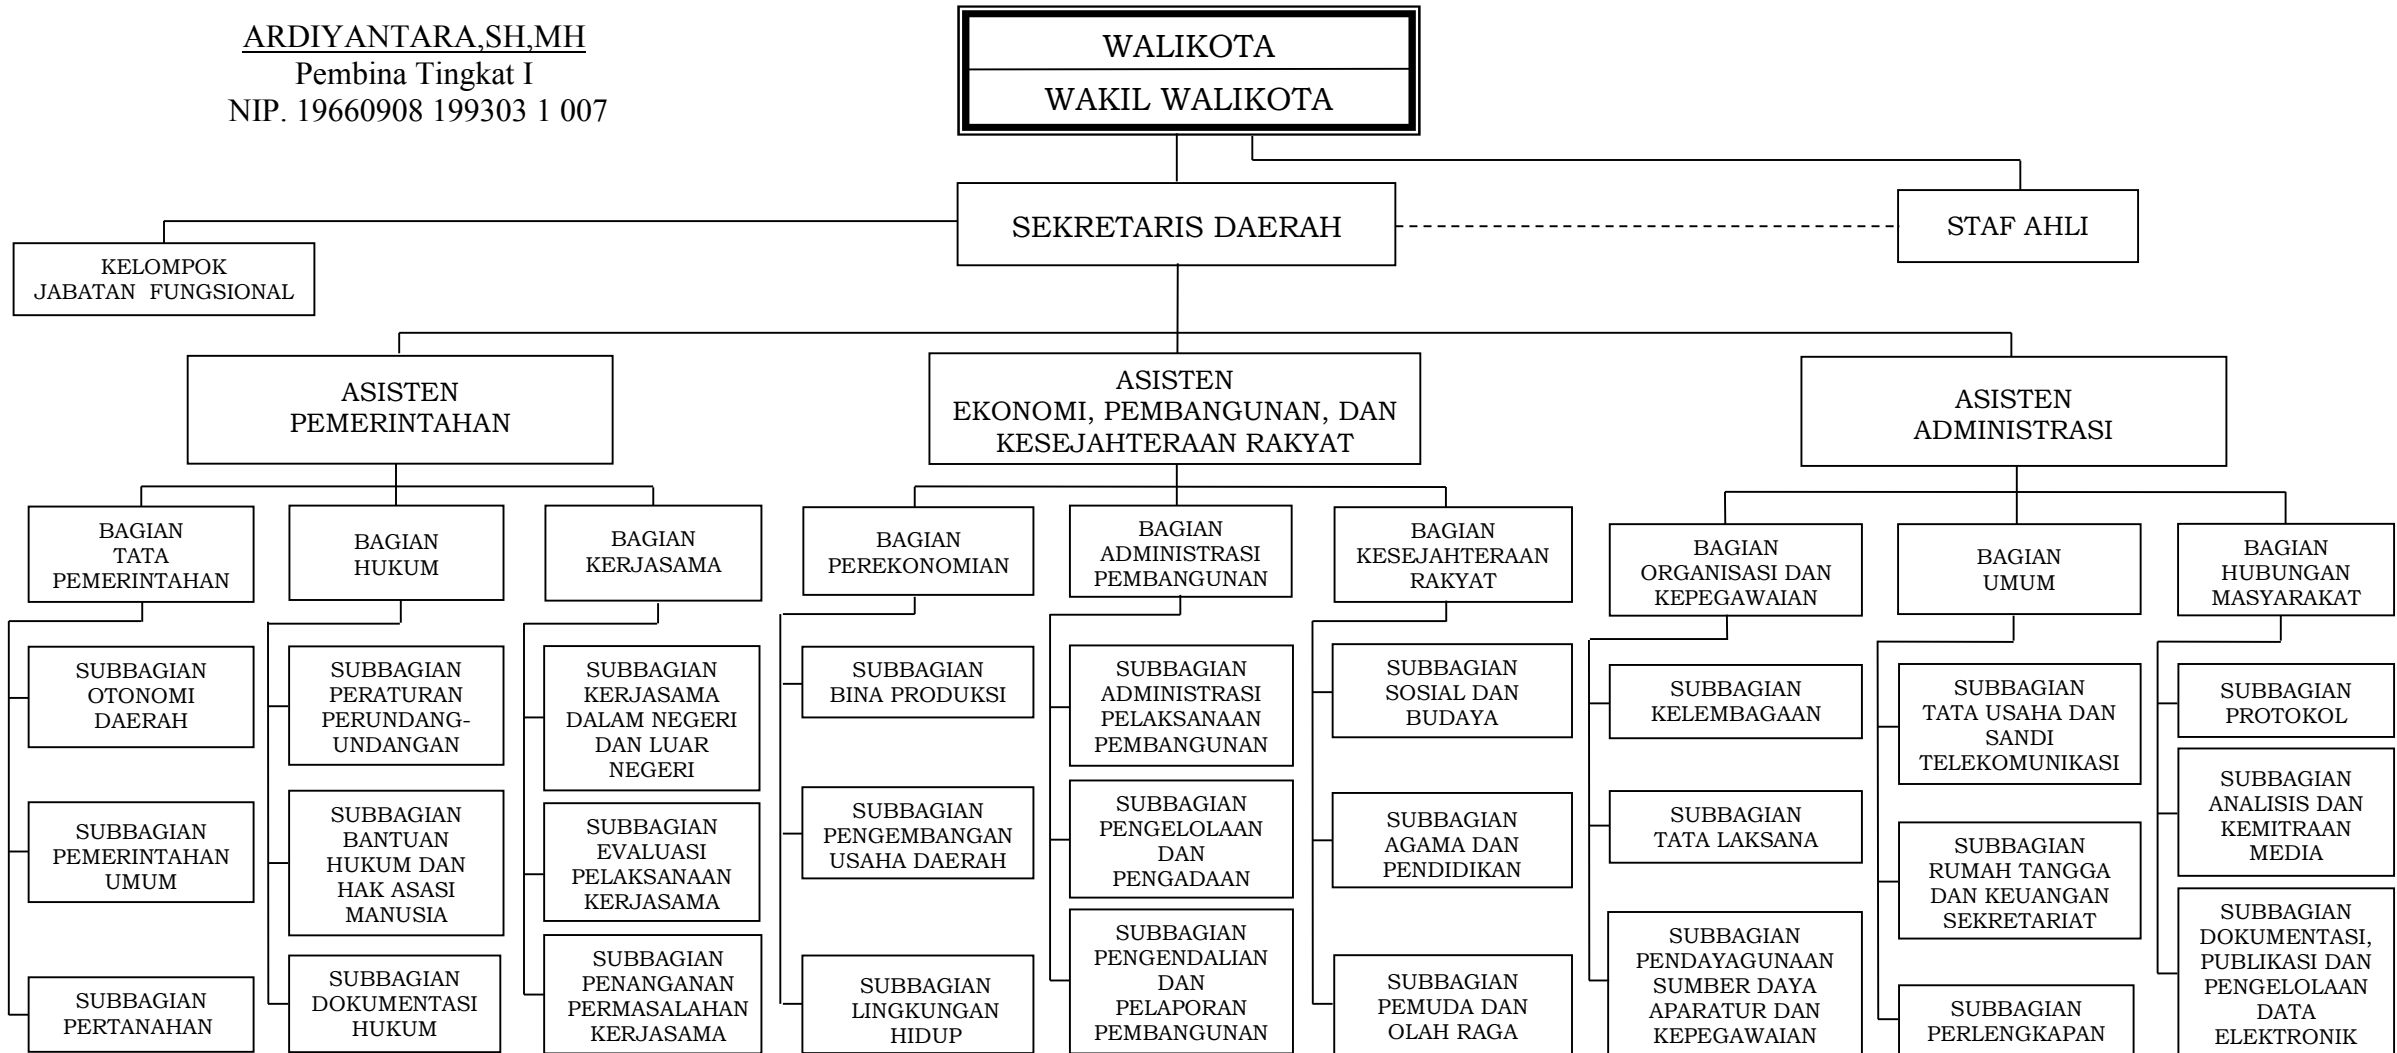 ARDIYANTARA,SH,MH
Pembina Tingkat I
NIP. 19660908 199303 1 007
WALIKOTA
WAKIL WALIKOTA
SEKRETARIS DAERAH
STAF AHLI
KELOMPOK
JABATAN FUNGSIONAL
ASISTEN
PEMERINTAHAN
ASISTEN
EKONOMI, PEMBANGUNAN, DAN
KESEJAHTERAAN RAKYAT
ASISTEN
ADMINISTRASI
BAGIAN
TATA
PEMERINTAHAN
BAGIAN
HUKUM
BAGIAN
KERJASAMA
BAGIAN
PEREKONOMIAN
BAGIAN
ADMINISTRASI
PEMBANGUNAN
BAGIAN
KESEJAHTERAAN
RAKYAT
BAGIAN
ORGANISASI DAN
KEPEGAWAIAN
BAGIAN
UMUM
BAGIAN
HUBUNGAN
MASYARAKAT
SUBBAGIAN
OTONOMI
DAERAH
SUBBAGIAN
PERATURAN
PERUNDANG-
UNDANGAN
SUBBAGIAN
KERJASAMA
DALAM NEGERI
DAN LUAR
NEGERI
SUBBAGIAN
BINA PRODUKSI
SUBBAGIAN
ADMINISTRASI
PELAKSANAAN
PEMBANGUNAN
SUBBAGIAN
SOSIAL DAN
BUDAYA
SUBBAGIAN
KELEMBAGAAN
SUBBAGIAN
TATA USAHA DAN
SANDI
TELEKOMUNIKASI
SUBBAGIAN
PROTOKOL
SUBBAGIAN
PEMERINTAHAN
UMUM
SUBBAGIAN
BANTUAN
HUKUM DAN
HAK ASASI
MANUSIA
SUBBAGIAN
EVALUASI
PELAKSANAAN
KERJASAMA
SUBBAGIAN
PENGEMBANGAN
USAHA DAERAH
SUBBAGIAN
PENGELOLAAN
DAN
PENGADAAN
SUBBAGIAN
AGAMA DAN
PENDIDIKAN
SUBBAGIAN
TATA LAKSANA
SUBBAGIAN
RUMAH TANGGA
DAN KEUANGAN
SEKRETARIAT
SUBBAGIAN
ANALISIS DAN
KEMITRAAN
MEDIA
SUBBAGIAN
PERTANAHAN
SUBBAGIAN
DOKUMENTASI
HUKUM
SUBBAGIAN
PENANGANAN
PERMASALAHAN
KERJASAMA
SUBBAGIAN
LINGKUNGAN
HIDUP
SUBBAGIAN
PENGENDALIAN
DAN
PELAPORAN
PEMBANGUNAN
SUBBAGIAN
PEMUDA DAN
OLAH RAGA
SUBBAGIAN
PENDAYAGUNAAN
SUMBER DAYA
APARATUR DAN
KEPEGAWAIAN
SUBBAGIAN
PERLENGKAPAN
SUBBAGIAN
DOKUMENTASI,
PUBLIKASI DAN
PENGELOLAAN
DATA
ELEKTRONIK